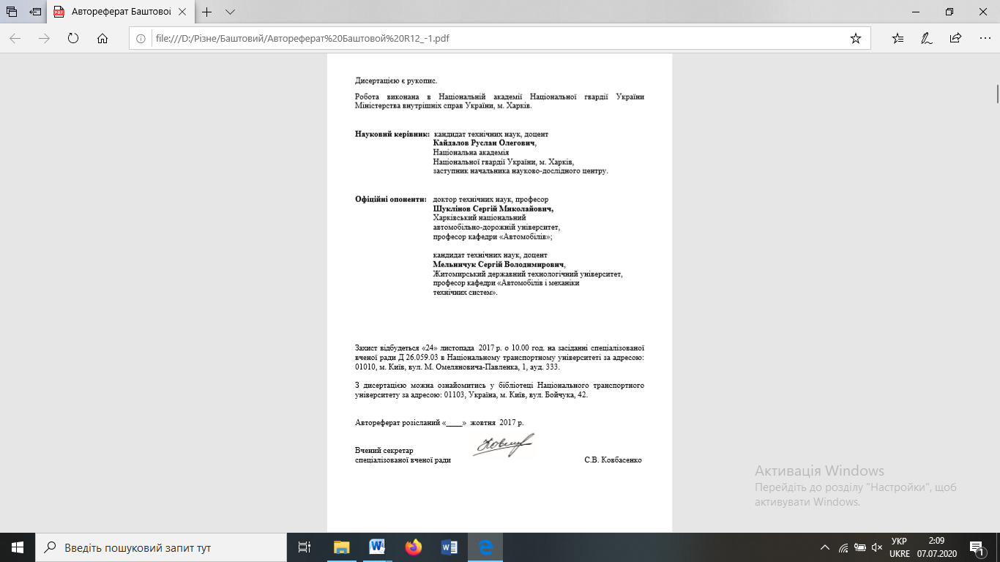 Автореферат Баштовой
file:///D:/Різне/Баштовий/Автореферат%20Баштовой%20R12_-1.pdf
Дисертацією є рукопис.
Робота виконана в Національній академії Національної гвардії України
Міністерства внутрішніх справ України, м. Харків.
Науковий керівник: кандидат технічних наук, доцент
Кайдалов Руслан Олегович,
Національна академія
Національної гвардії України, м. Харків,
заступник начальника науково-дослідного центру.
Офіційні опоненти: доктор технічних наук, професор
Шуклінов Сергій Миколайович,
Харківський національний
автомобільно-дорожній університет,
професор кафедри «Автомобілів»;
кандидат технічних наук, доцент
Мельничук Сергій Володимирович,
Житомирський державний технологічний університет,
професор кафедри «Автомобілів і механіки
технічних систем».
Захист відбудеться «24» листопада 2017 р. о 10.00 год. на засіданні спеціалізованої
вченої ради Д 26.059.03 в Національному транспортному університеті за адресою:
01010, м. Київ, вул. М. Омеляновича-Павленка, 1, ауд. 333.
З дисертацією можна ознайомитись у бібліотеці Національного транспортного
університету за адресою: 01103, Україна, м. Київ, вул. Бойчука, 42.
Автореферат розісланий «____» жовтня 2017 р.
Вчений секретар
спеціалізованої вченої ради С.В. Ковбасенко
Активація Windows
Перейдіть до розділу "Настройки", щоб
активувати Windows.
Введіть пошуковий запит тут
УКР 2:09
UKRE 07.07.2020
1